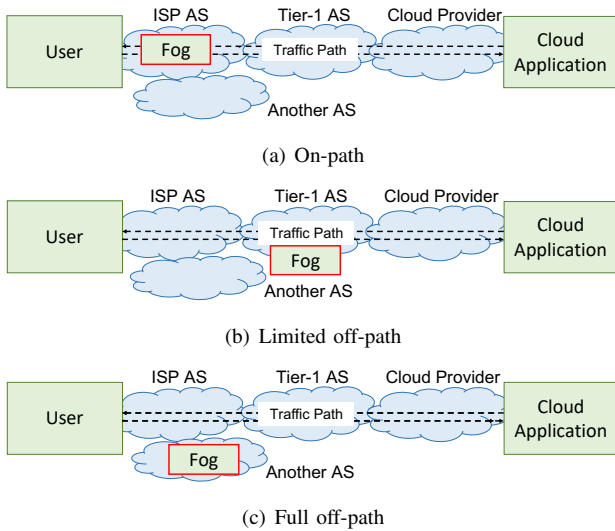 ISP AS Tier-1 AS Cloud Provider
User Fog Traffic Path Cloud
Application
Another AS
(a) On-path
ISP AS Tier-1 AS Cloud Provider
User Traffic Path Cloud
Application
Fog
Another AS
(b) Limited off-path
ISP AS Tier-1 AS Cloud Provider
User Traffic Path Cloud
Application
Fog Another AS
(c) Full off-path